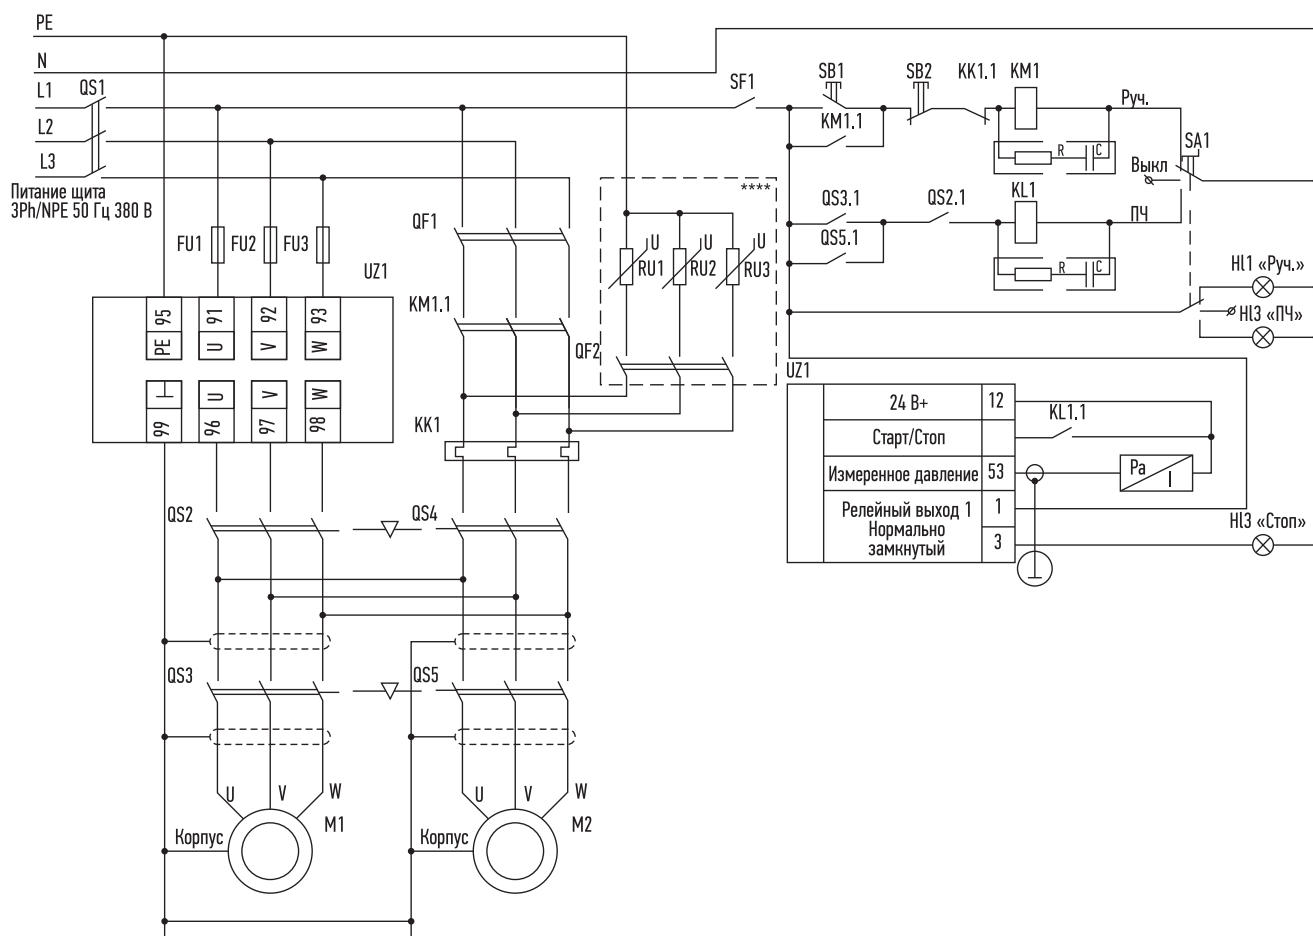 PE
N
L1
QS1
L2
L3
Питание щита
3Ph/NPE 50 Гц 380 В
SF1
SB1
SB2
KK1.1
KM1
Руч.
KM1.1
R
C
SA1
Выкл
****
QS3.1
QS2.1
KL1
ПЧ
QS5.1
R
C
QF1
U
RU1
U
RU2
U
RU3
FU1
FU2
FU3
UZ1
Hl1 «Руч.»
Hl3 «ПЧ»
KM1.1
QF2
95
91
92
93
PE
U
V
W
U
V
W
99
96
97
98
KK1
UZ1
24 В+
12
KL1.1
Старт/Стоп
Измеренное давление
53
Pa
I
Релейный выход 1
Нормально
замкнутый
1
3
Hl3 «Стоп»
QS2
QS4
QS3
QS5
U
V
W
M1
Корпус
U
V
W
M2
Корпус